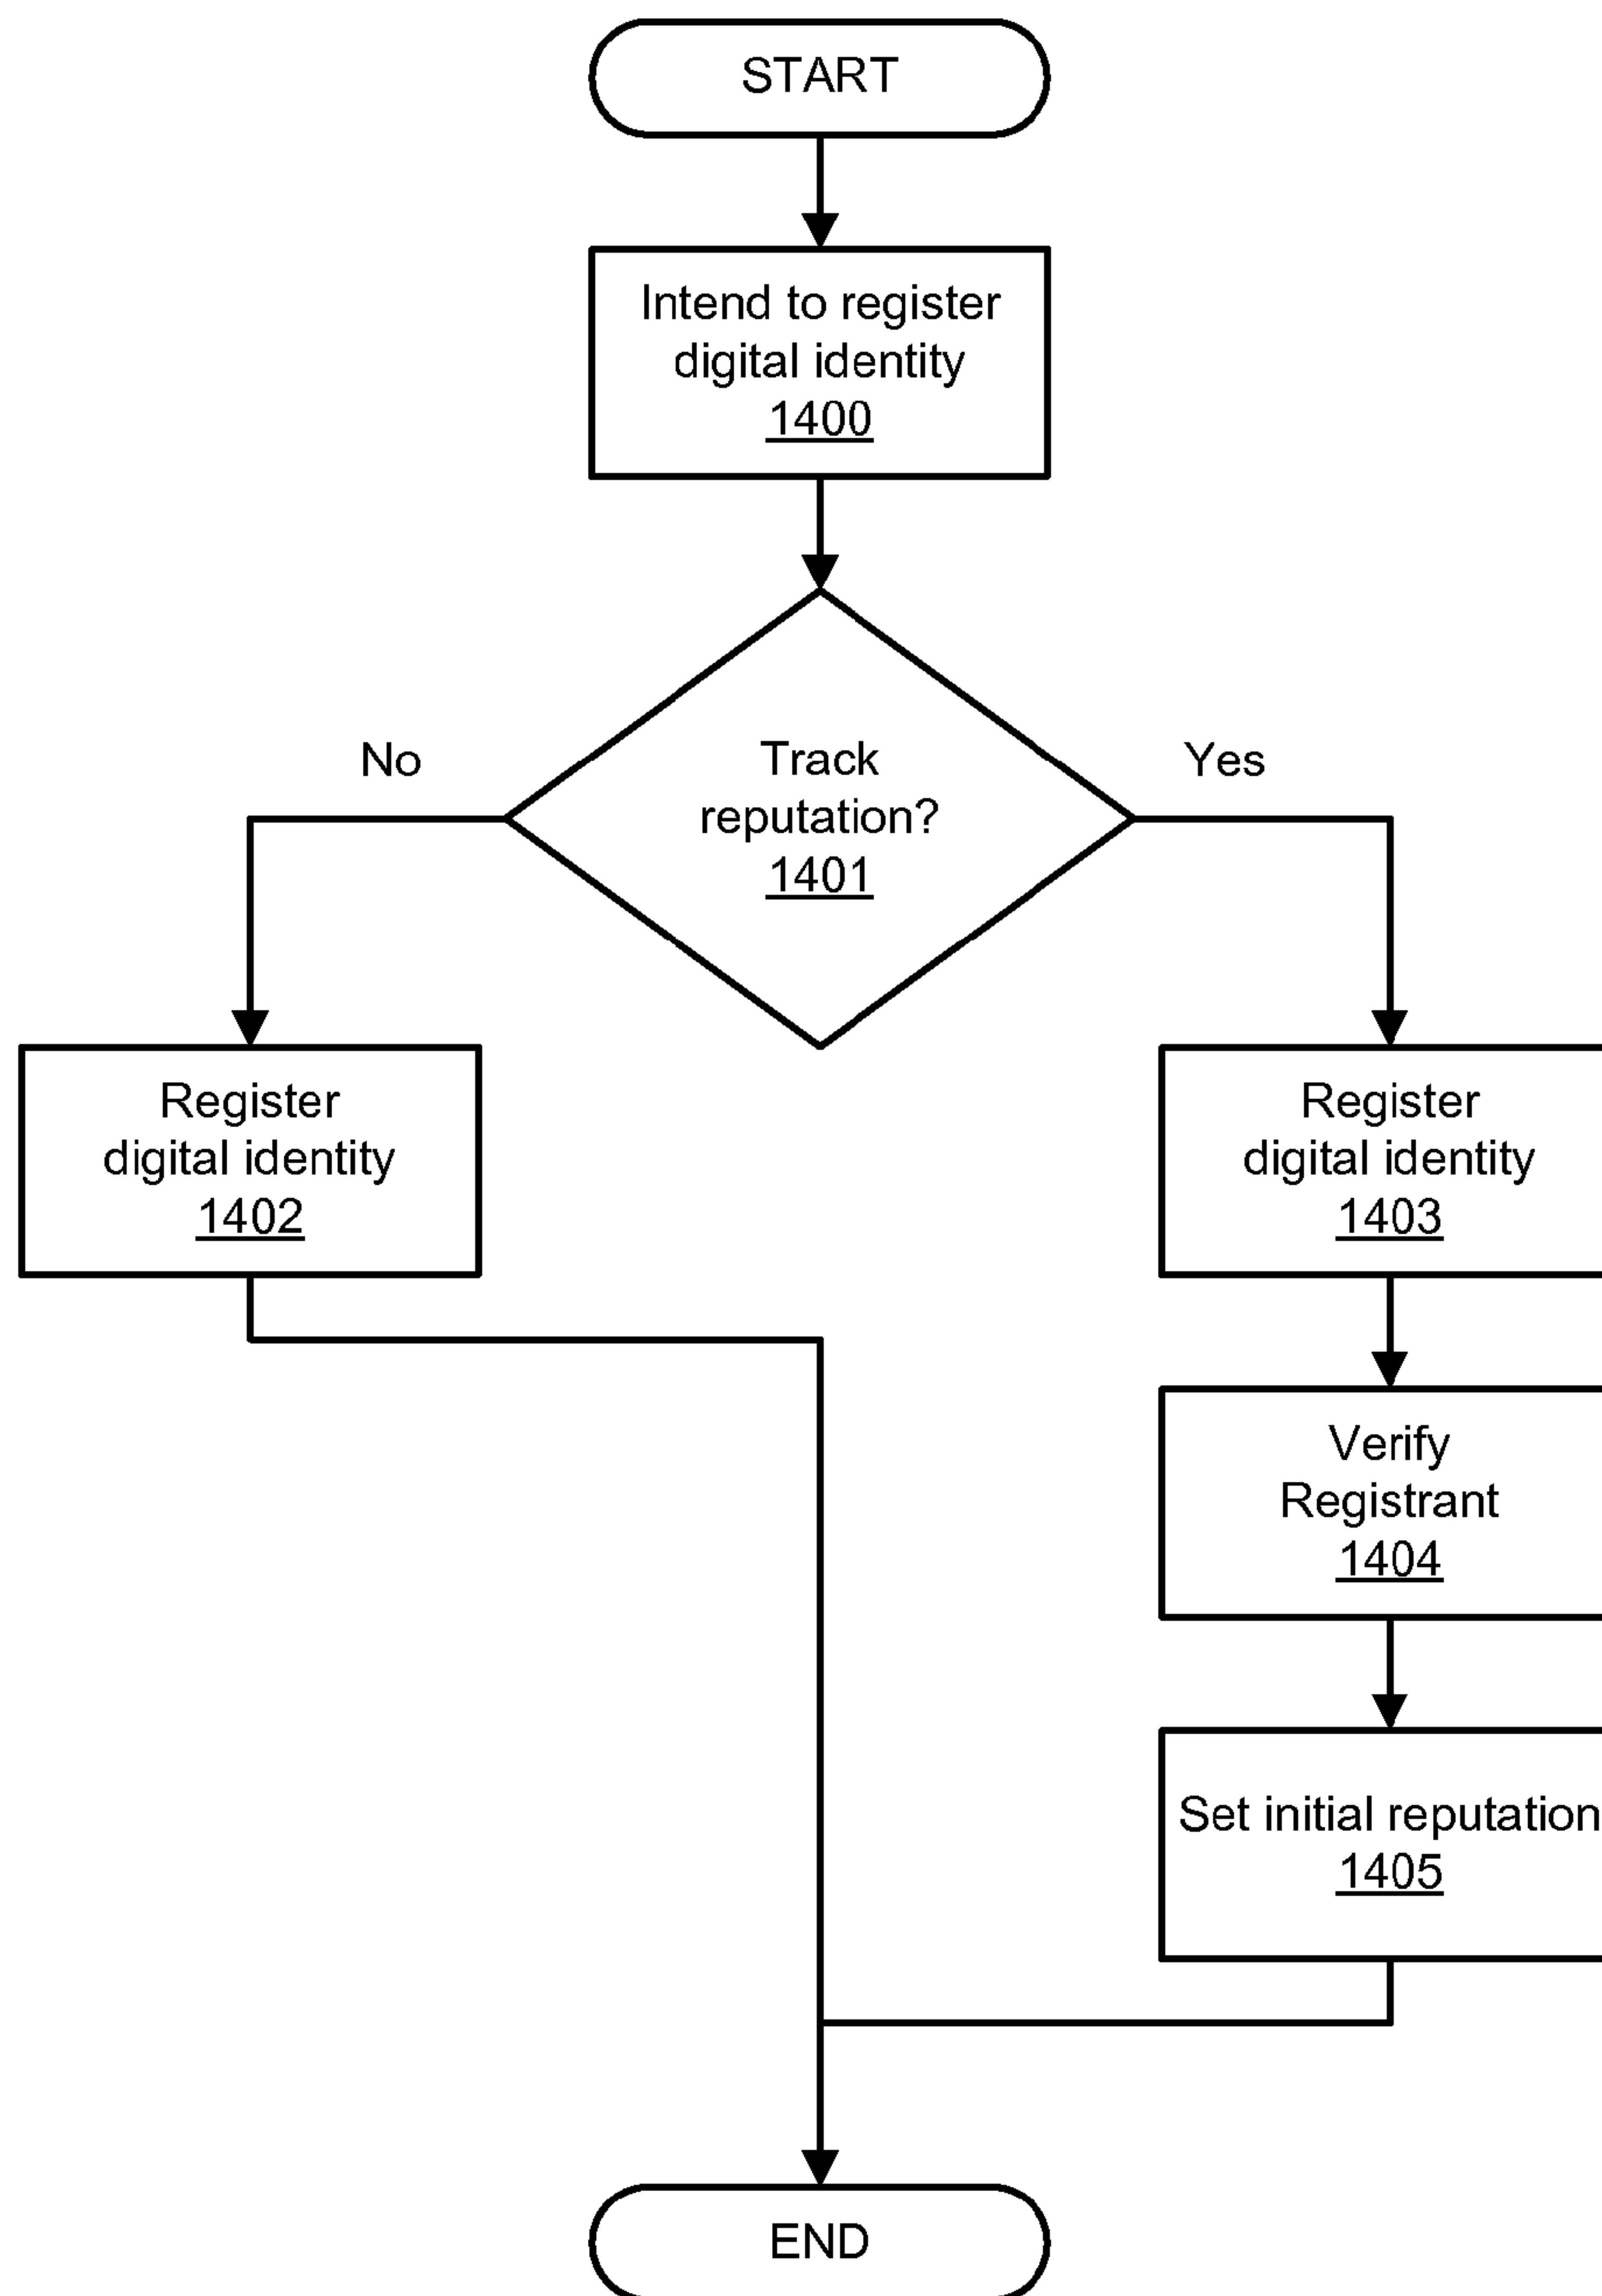 START
Intend to register
digital identity
1400
Track
reputation?
1401
No
Yes
Register
digital identity
1402
Register
digital identity
1403
Verify
Registrant
1404
Set initial reputation
1405
END